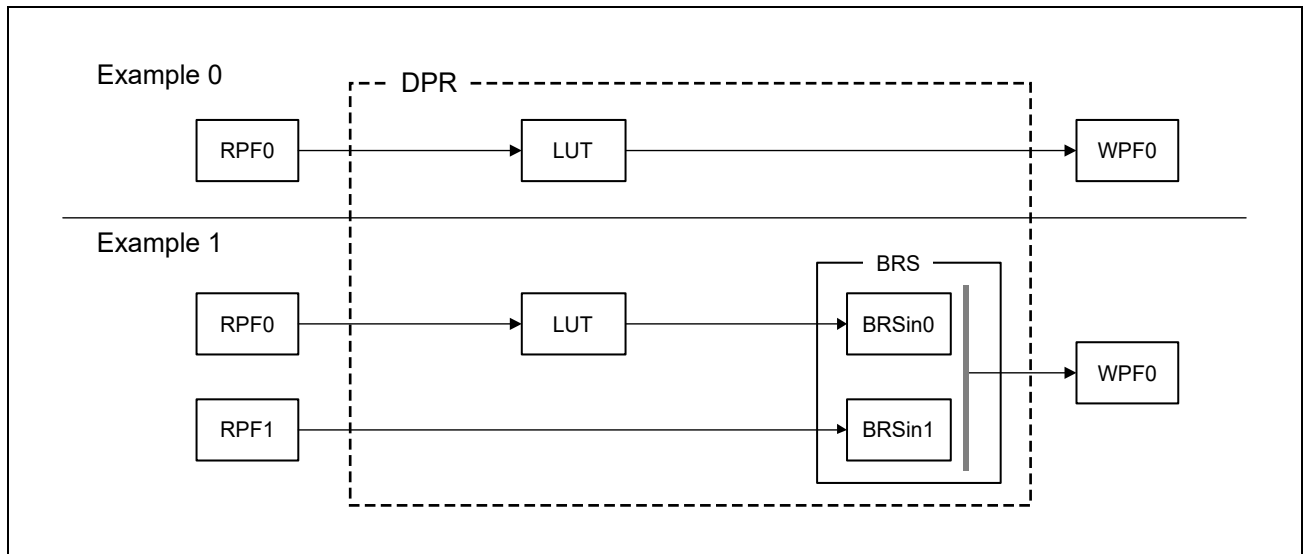 Example 0
DPR
RPF0
LUT
WPF0
Example 1
BRS
RPF0
LUT
BRSin0
WPF0
RPF1
BRSin1